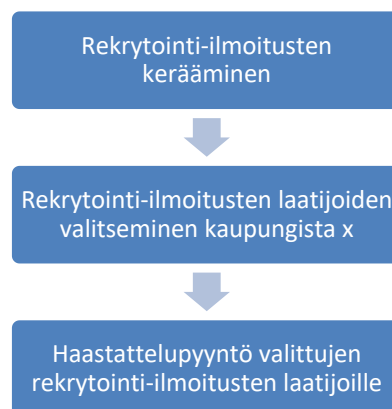 Rekrytointi-ilmoitusten
kerääminen
Rekrytointi-ilmoitusten laatijoiden
valitseminen kaupungista x
Haastattelupyyntö valittujen
rekrytointi-ilmoitusten laatijoille